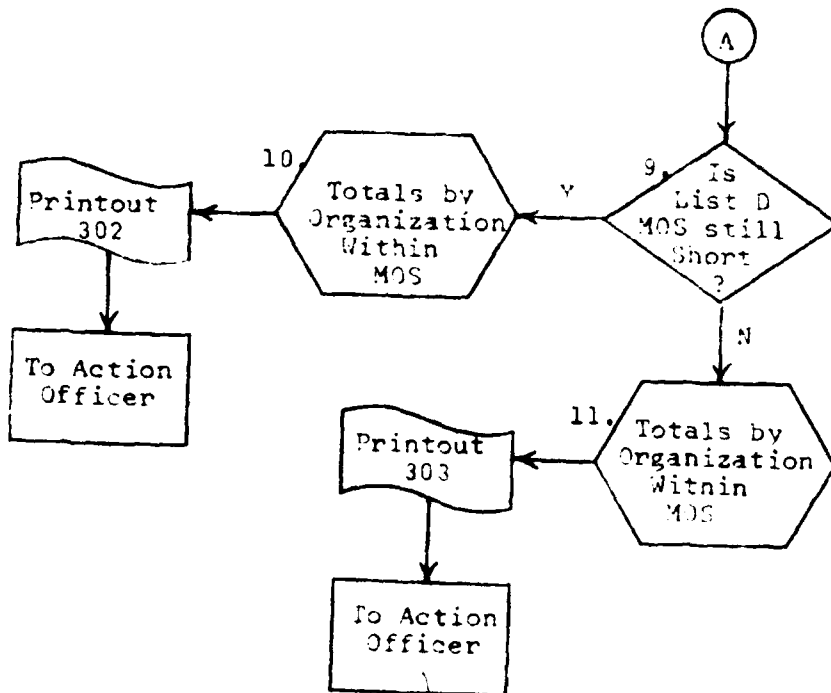 A
9. Is
List D
MOS still
Short
?
Y
10.
Totals by
Organization
Within
MOS
Printout
302
To Action
Officer
N
11.
Totals by
Organization
Within
MOS
Printout
303
To Action
Officer